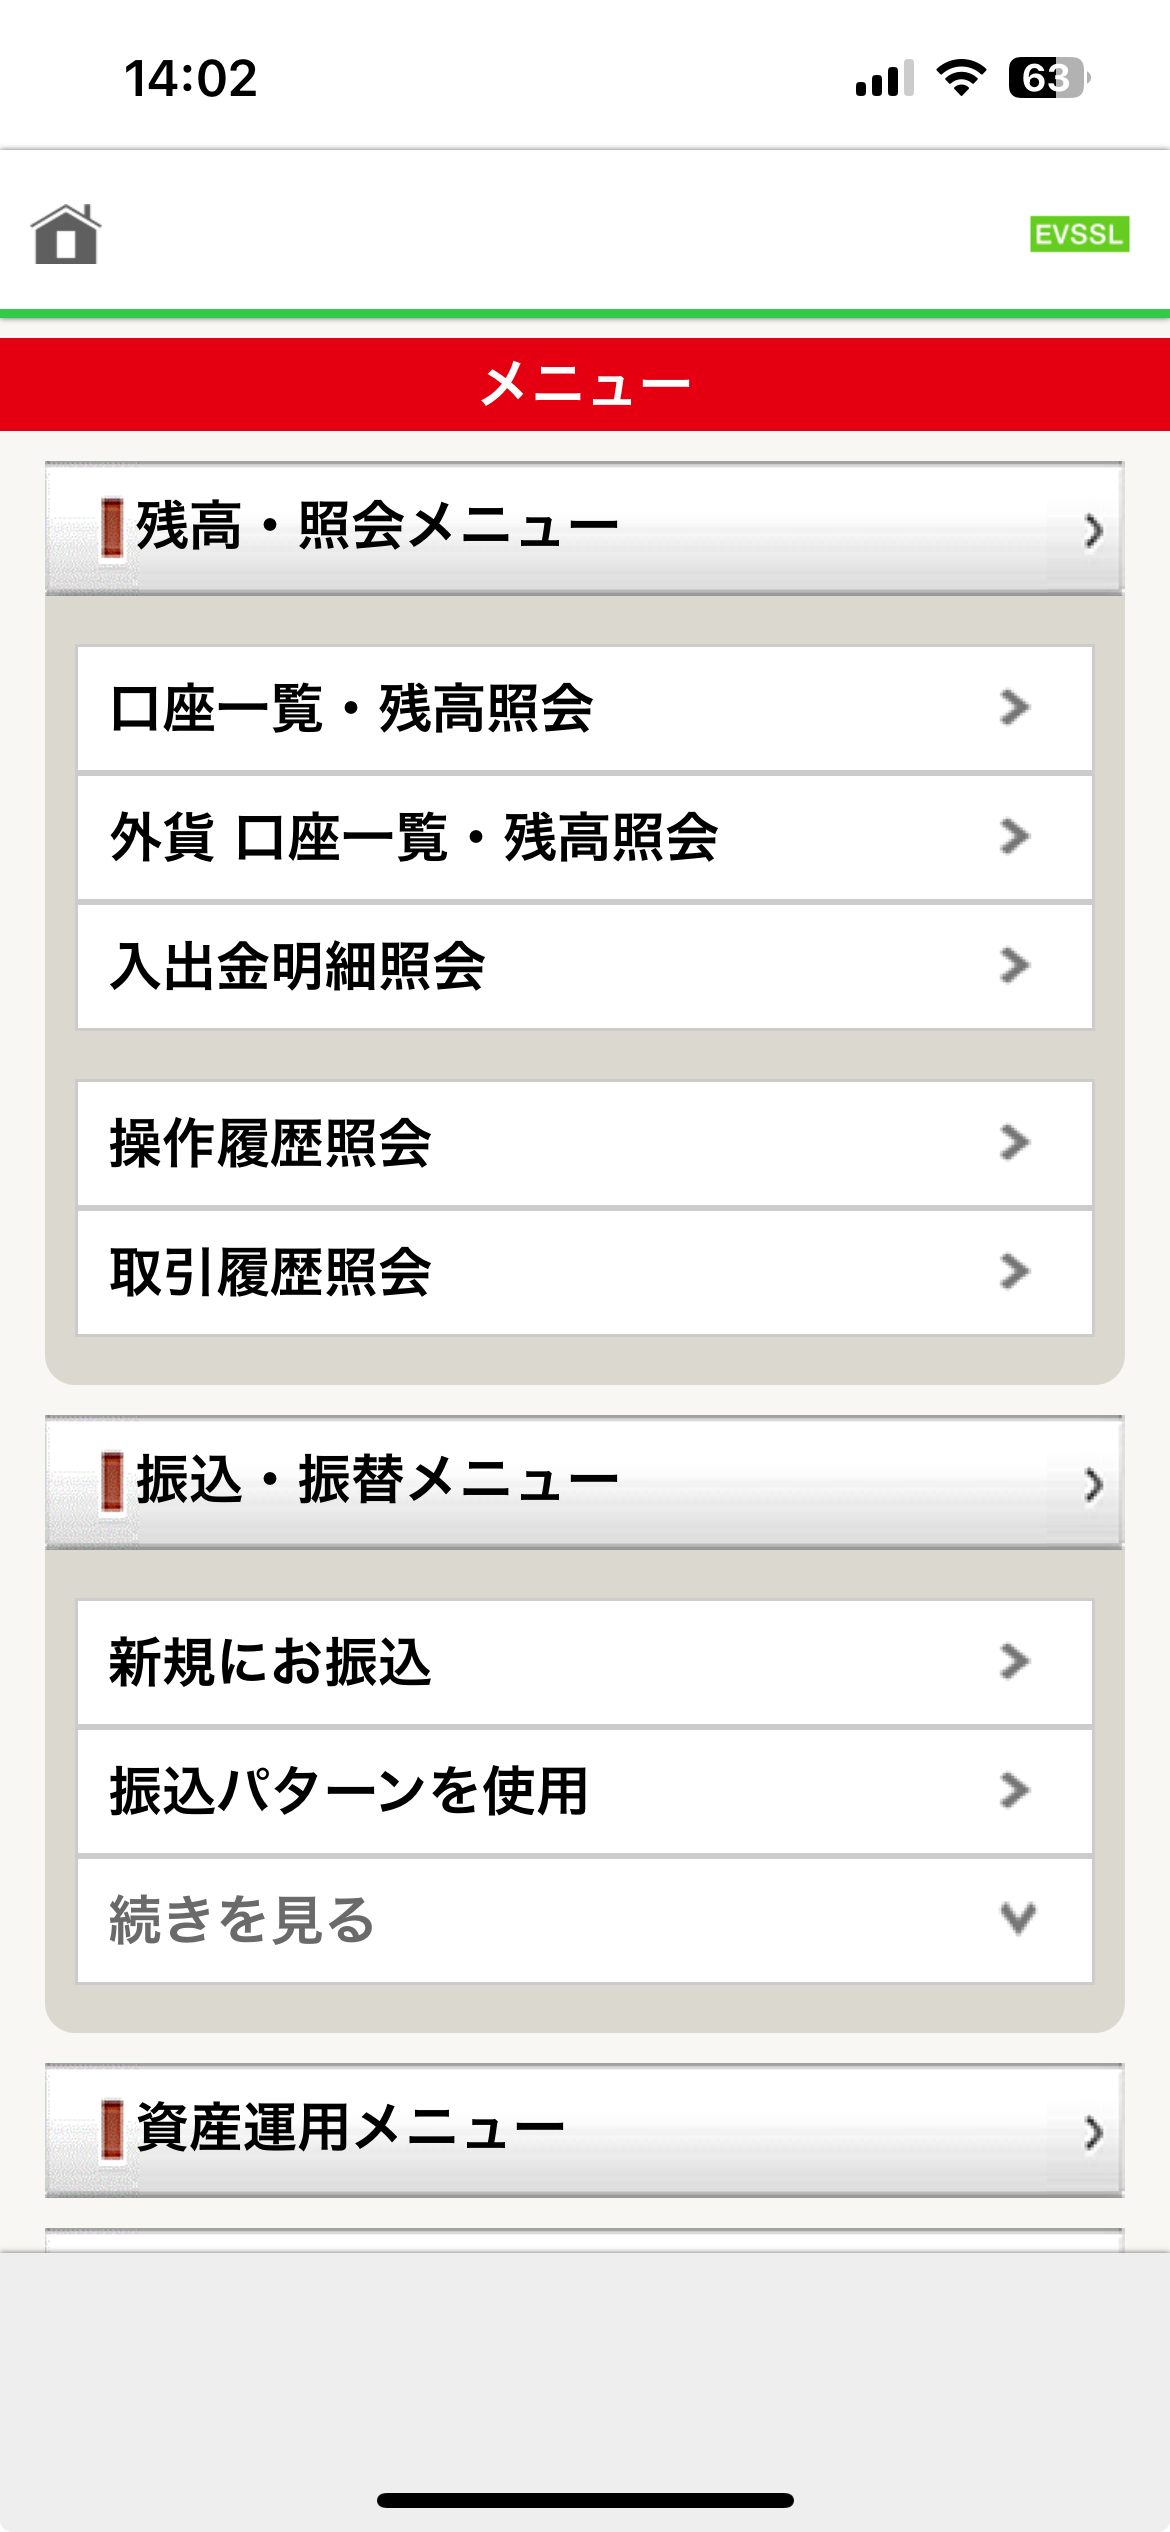 14:02
63
EVSSL
メニュー
残高・照会メニュー
口座一覧・残高照会
外貨 口座一覧・残高照会
入出金明細照会
操作履歴照会
取引履歴照会
振込・振替メニュー
新規にお振込
振込パターンを使用
続きを見る
資産運用メニュー